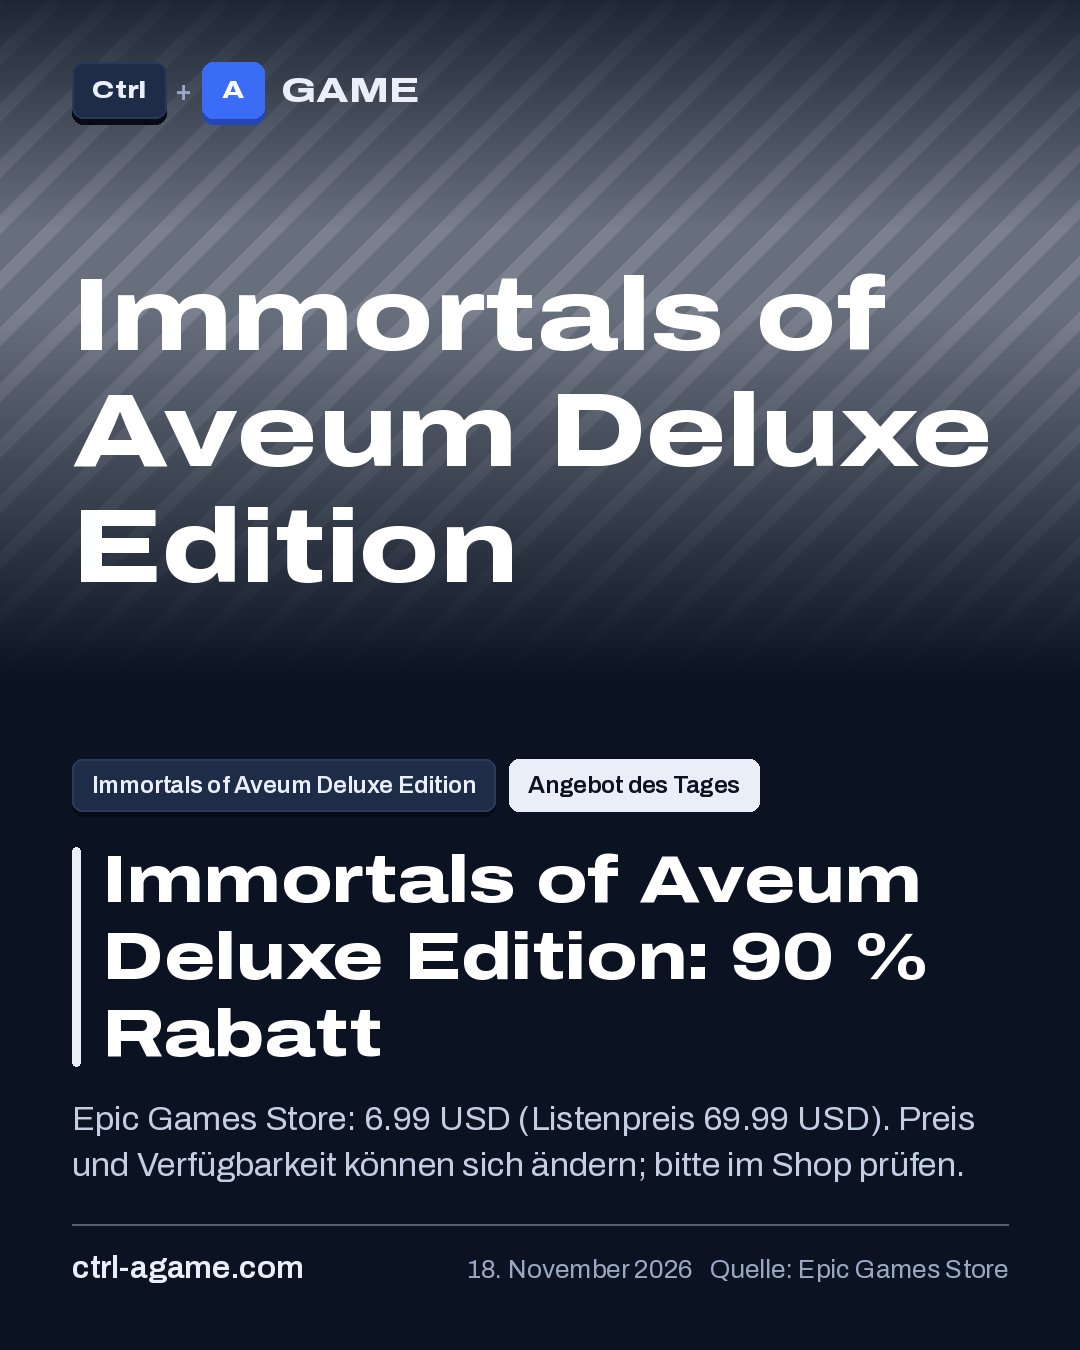 Ctrl + A GAME
Immortals of
Aveum Deluxe
Edition
Immortals of Aveum Deluxe Edition Angebot des Tages
Immortals of Aveum
Deluxe Edition: 90 %
Rabatt
Epic Games Store: 6.99 USD (Listenpreis 69.99 USD). Preis
und Verfügbarkeit können sich ändern; bitte im Shop prüfen.
ctrl-agame.com 18. November 2026 Quelle: Epic Games Store